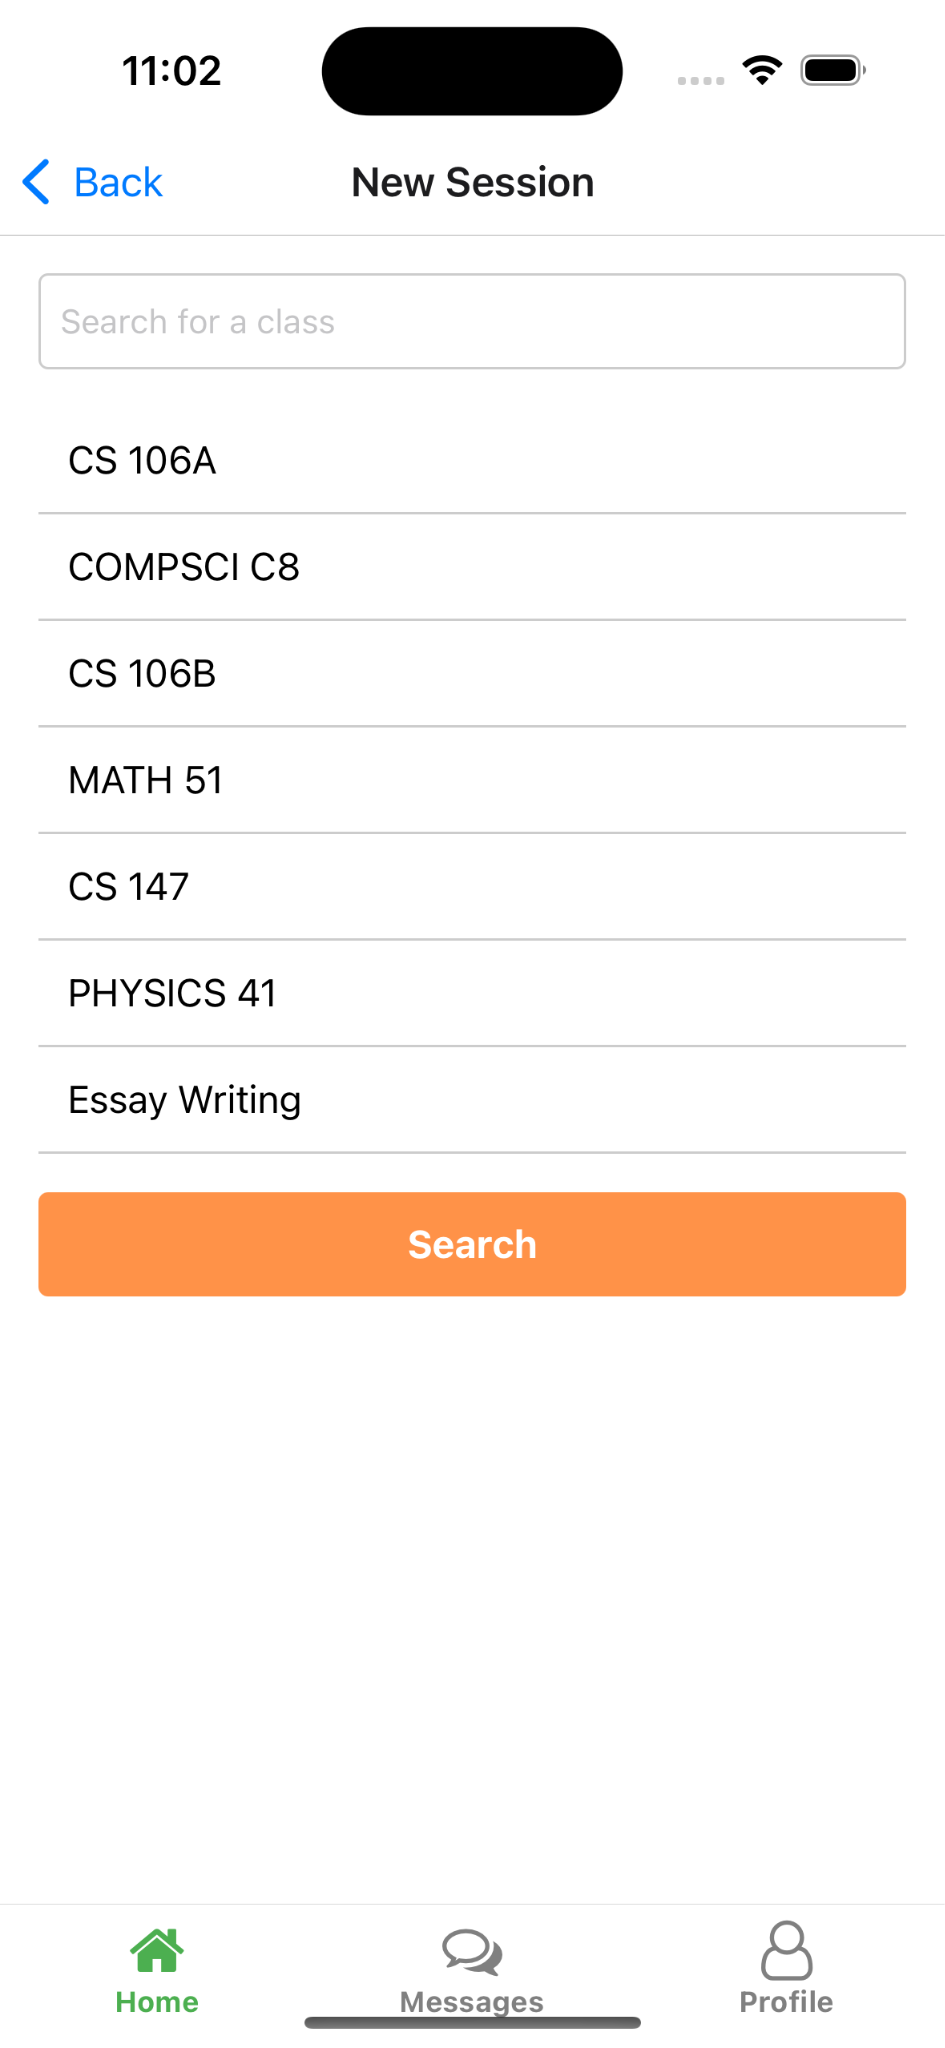 11:02
Back
New Session
Search for a class
CS 106A
COMPSCI C8
CS 106B
MATH 51
CS 147
PHYSICS 41
Essay Writing
Search
Home
Messages
Profile